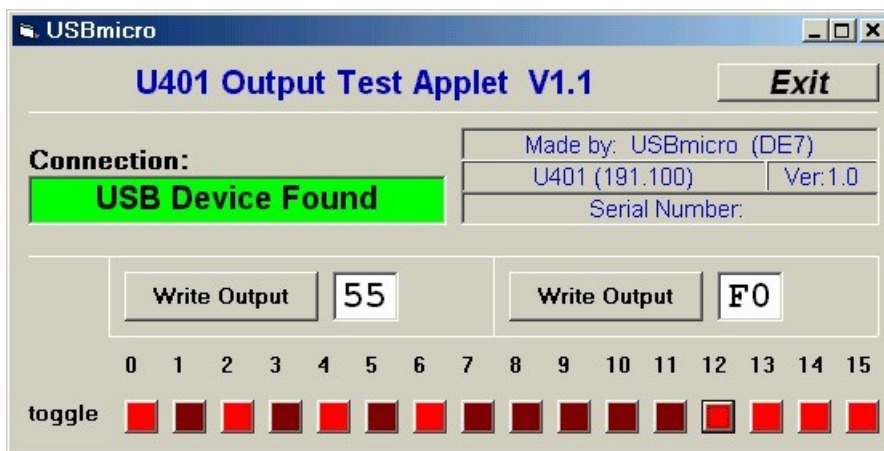 USBmicro
U401 Output Test Applet V1.1
Exit
Connection:
USB Device Found
Made by: USBmicro (DE7)
U401 (191.100) Ver:1.0
Serial Number:
Write Output 55 Write Output F0
0 1 2 3 4 5 6 7 8 9 10 11 12 13 14 15
toggle